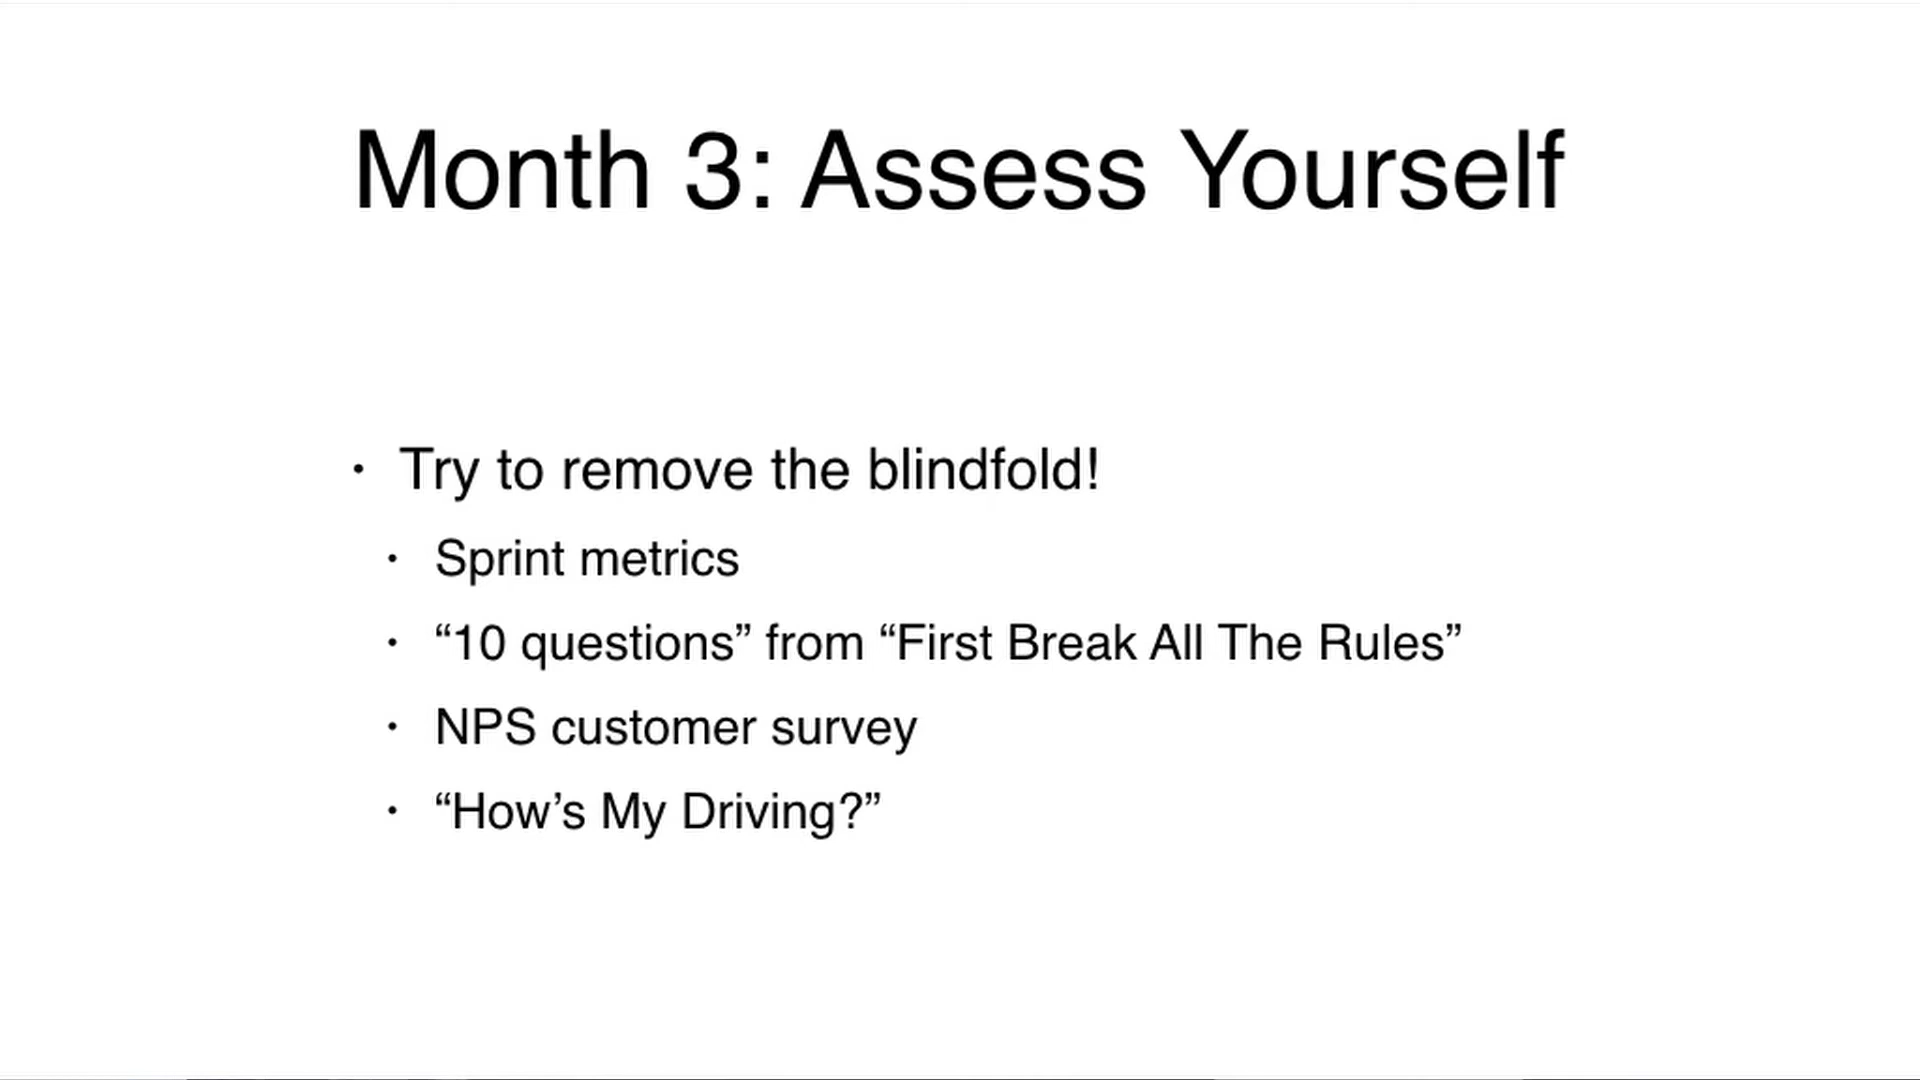 Month 3: Assess Yourself
• Try to remove the blindfold!
• Sprint metrics
• “10 questions” from “First Break All The Rules”
• NPS customer survey
• “How’s My Driving?”